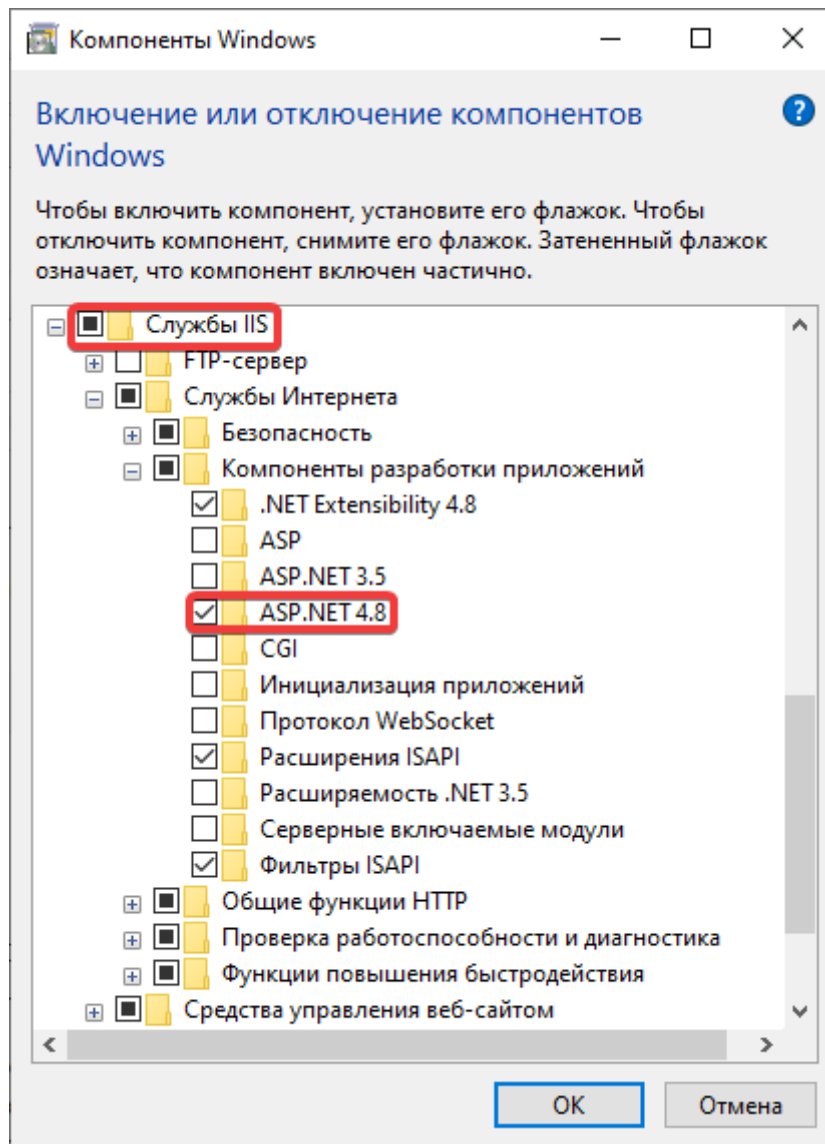 Компоненты Windows
Включение или отключение компонентов
Windows
Чтобы включить компонент, установите его флажок. Чтобы
отключить компонент, снимите его флажок. Затененный флажок
означает, что компонент включен частично.
Службы IIS
FTP-сервер
Службы Интернета
Безопасность
Компоненты разработки приложений
.NET Extensibility 4.8
ASP
ASP.NET 3.5
ASP.NET 4.8
CGI
Инициализация приложений
Протокол WebSocket
Расширения ISAPI
Расширяемость .NET 3.5
Серверные включаемые модули
Фильтры ISAPI
Общие функции HTTP
Проверка работоспособности и диагностика
Функции повышения быстродействия
Средства управления веб-сайтом
ОК
Отмена